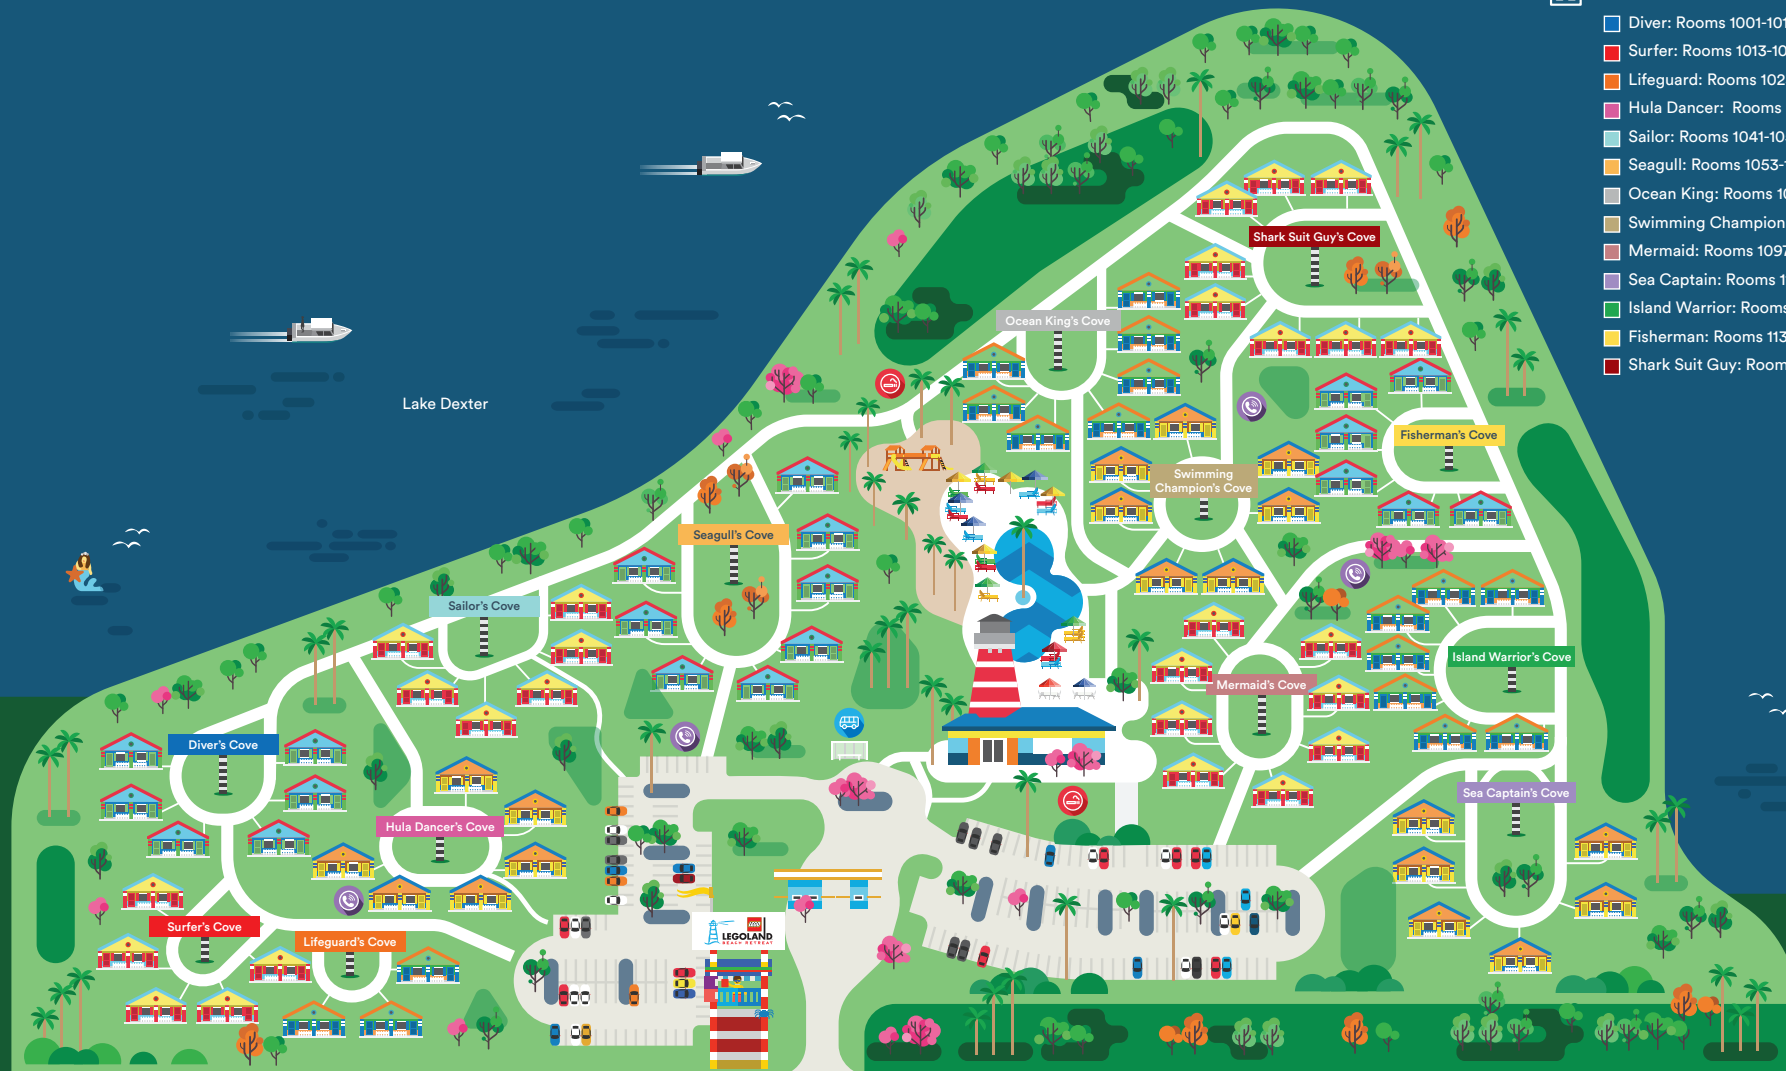 Diver: Rooms 1001-101
Surfer: Rooms 1013-10
Lifeguard: Rooms 102
Hula Dancer: Rooms
Sailor: Rooms 1041-10
Seagull: Rooms 1053-
Ocean King: Rooms 10
Swimming Champion
Mermaid: Rooms 1097
Sea Captain: Rooms 1
Island Warrior: Rooms
Fisherman: Rooms 113
Shark Suit Guy: Room
Shark Suit Guy's Cove
Ocean King's Cove
Lake Dexter
Fisherman's Cove
Swimming
Champion's Cove
Seagull's Cove
Sailor's Cove
Island Warrior's Cove
Mermaid's Cove
Diver's Cove
Sea Captain's Cove
Hula Dancer's Cove
Surfer's Cove
Lifeguard's Cove
LEGO
LEGOLAND
BEACH RETREAT